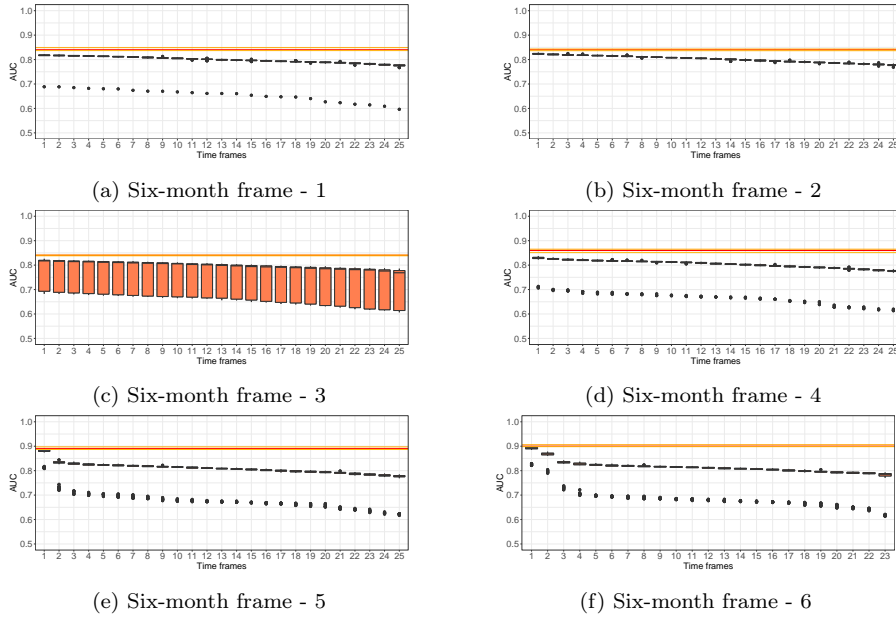 1.0
0.9
0.8
0.7
0.6
0.5
AUC
1 2 3 4 5 6 7 8 9 10 11 12 13 14 15 16 17 18 19 20 21 22 23 24 25
Time frames
(a) Six-month frame - 1
1.0
0.9
0.8
0.7
0.6
0.5
AUC
1 2 3 4 5 6 7 8 9 10 11 12 13 14 15 16 17 18 19 20 21 22 23 24 25
Time frames
(b) Six-month frame - 2
1.0
0.9
0.8
0.7
0.6
0.5
AUC
1 2 3 4 5 6 7 8 9 10 11 12 13 14 15 16 17 18 19 20 21 22 23 24 25
Time frames
(c) Six-month frame - 3
1.0
0.9
0.8
0.7
0.6
0.5
AUC
1 2 3 4 5 6 7 8 9 10 11 12 13 14 15 16 17 18 19 20 21 22 23 24 25
Time frames
(d) Six-month frame - 4
1.0
0.9
0.8
0.7
0.6
0.5
AUC
1 2 3 4 5 6 7 8 9 10 11 12 13 14 15 16 17 18 19 20 21 22 23 24 25
Time frames
(e) Six-month frame - 5
1.0
0.9
0.8
0.7
0.6
0.5
AUC
1 2 3 4 5 6 7 8 9 10 11 12 13 14 15 16 17 18 19 20 21 22 23
Time frames
(f) Six-month frame - 6